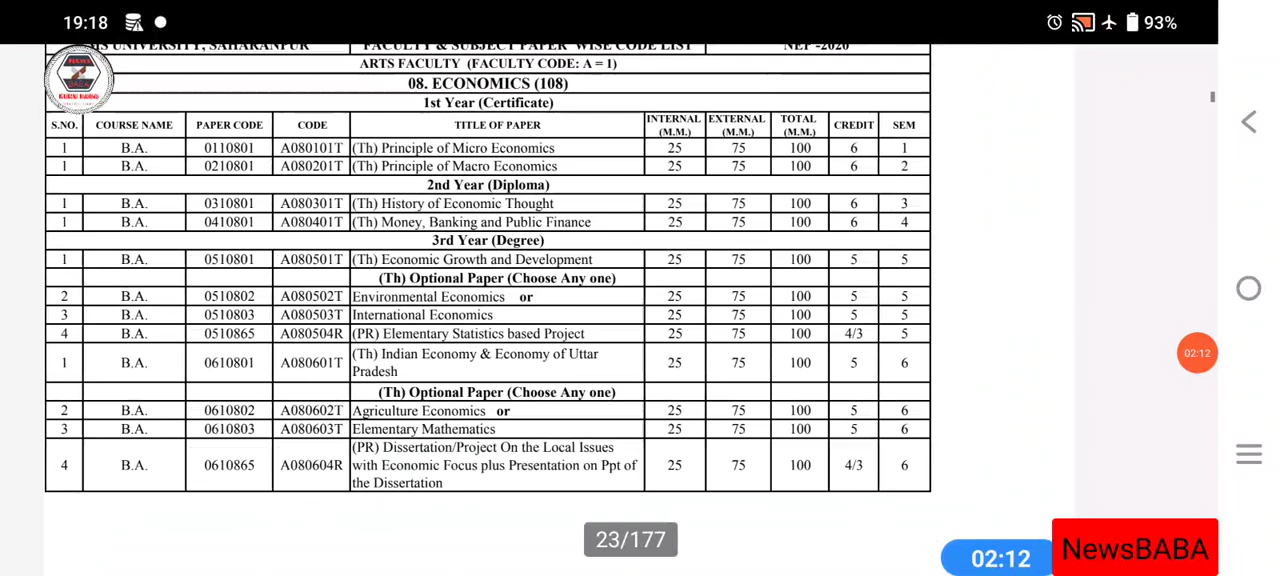 19:18 93%
MS UNIVERSITY, SAHARANPUR FACULTY & SUBJECT PAPER WISE CODE LIST NEP -2020
ARTS FACULTY (FACULTY CODE: A = 1)
08. ECONOMICS (108)
1st Year (Certificate)
S.NO. COURSE NAME PAPER CODE CODE TITLE OF PAPER INTERNAL (M.M.) EXTERNAL (M.M.) TOTAL (M.M.) CREDIT SEM
1 B.A. 0110801 A080101T (Th) Principle of Micro Economics 25 75 100 6 1
1 B.A. 0210801 A080201T (Th) Principle of Macro Economics 25 75 100 6 2
2nd Year (Diploma)
1 B.A. 0310801 A080301T (Th) History of Economic Thought 25 75 100 6 3
1 B.A. 0410801 A080401T (Th) Money, Banking and Public Finance 25 75 100 6 4
3rd Year (Degree)
1 B.A. 0510801 A080501T (Th) Economic Growth and Development 25 75 100 5 5
(Th) Optional Paper (Choose Any one)
2 B.A. 0510802 A080502T Environmental Economics or 25 75 100 5 5
3 B.A. 0510803 A080503T International Economics 25 75 100 5 5
4 B.A. 0510865 A080504R (PR) Elementary Statistics based Project 25 75 100 4/3 5
1 B.A. 0610801 A080601T (Th) Indian Economy & Economy of Uttar Pradesh 25 75 100 5 6
(Th) Optional Paper (Choose Any one)
2 B.A. 0610802 A080602T Agriculture Economics or 25 75 100 5 6
3 B.A. 0610803 A080603T Elementary Mathematics 25 75 100 5 6
4 B.A. 0610865 A080604R (PR) Dissertation/Project On the Local Issues with Economic Focus plus Presentation on Ppt of the Dissertation 25 75 100 4/3 6
02:12
23/177
02:12
NewsBABA